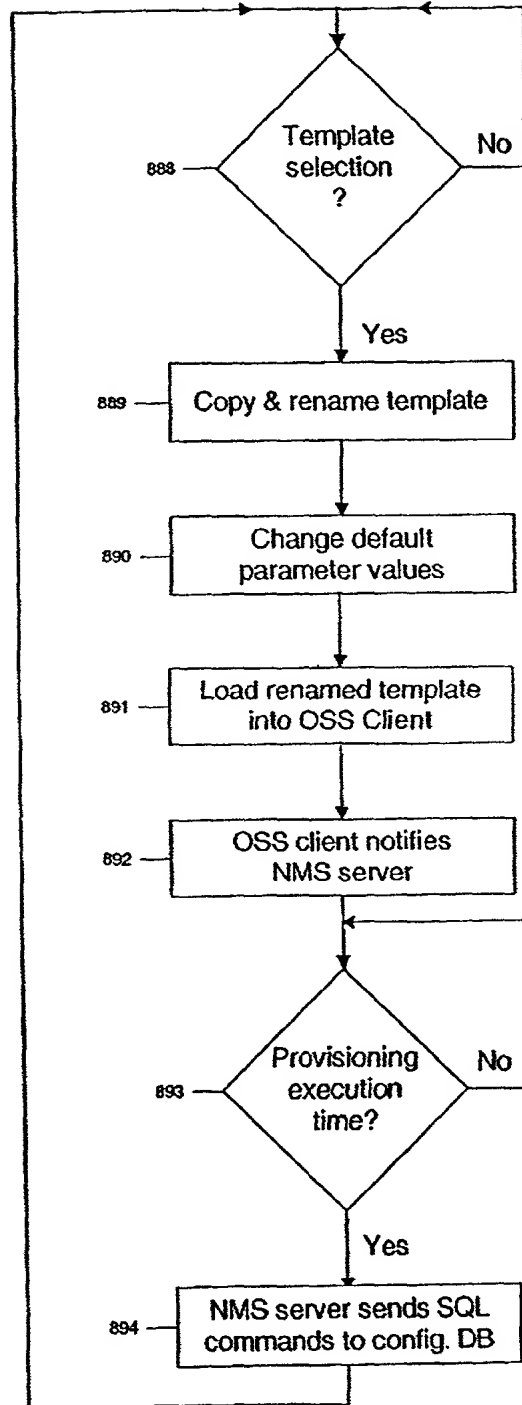 Template
selection
?
888
No
Yes
889
Copy & rename template
890
Change default
parameter values
891
Load renamed template
into OSS Client
892
OSS client notifies
NMS server
893
Provisioning
execution
time?
No
Yes
894
NMS server sends SQL
commands to config. DB